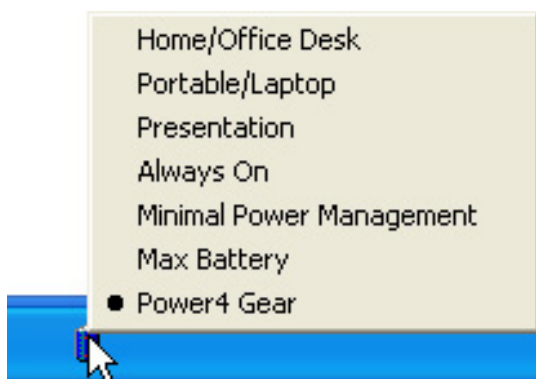 Home/Office Desk
Portable/Laptop
Presentation
Always On
Minimal Power Management
Max Battery
Power4 Gear